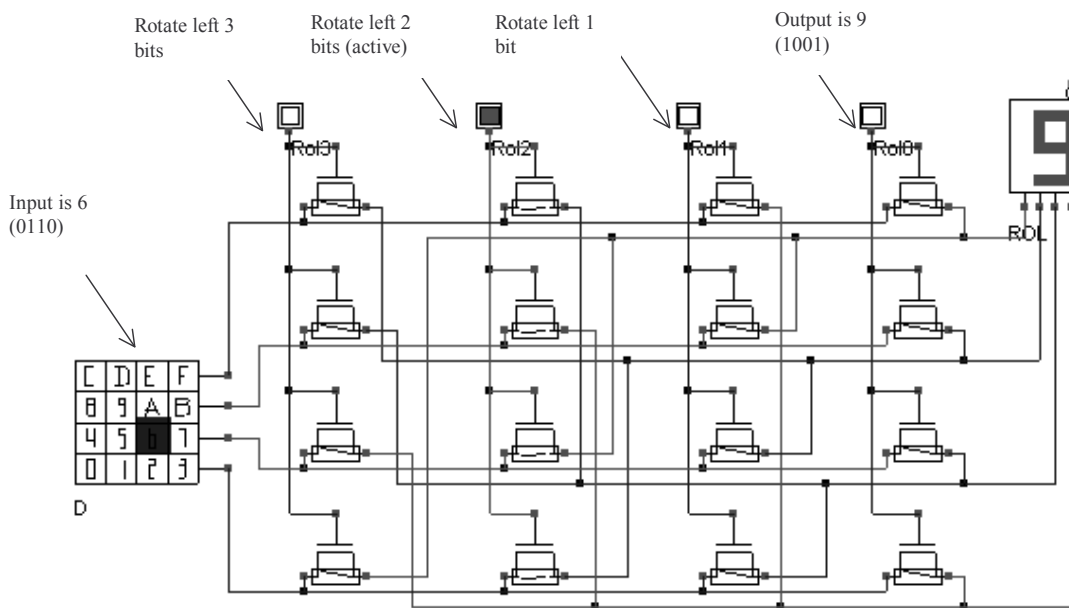 Rotate left 3
bits
Rotate left 2
bits (active)
Rotate left 1
bit
Output is 9
(1001)
Rol3
Rol2
Rol1
Rol0
9
ROL
Input is 6
(0110)
C D E F
8 9 A B
4 5 6 7
0 1 2 3
D